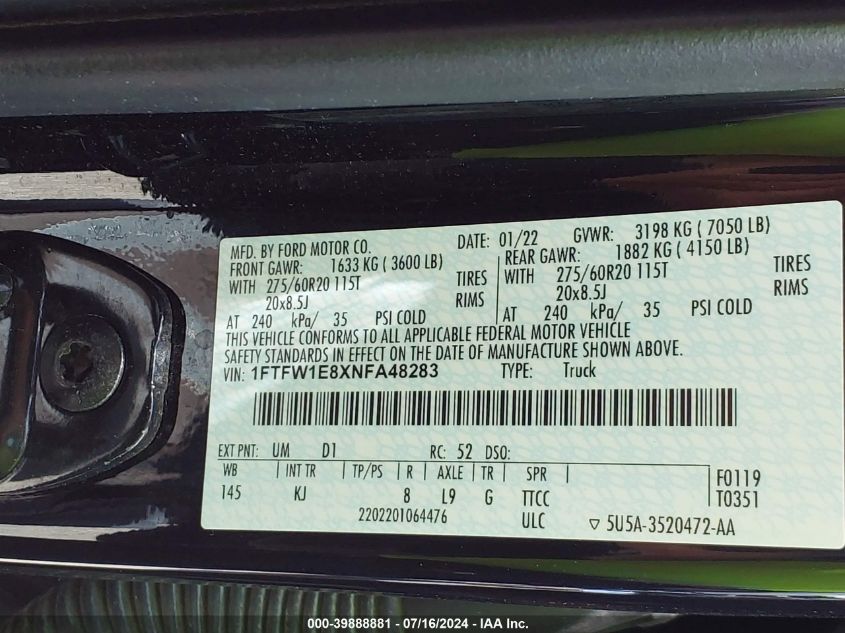 MFD. BY FORD MOTOR CO.
DATE: 01/22 GVWR: 3198 KG ( 7050 LB)
FRONT GAWR: 1633 KG ( 3600 LB)
REAR GAWR: 1882 KG ( 4150 LB)
WITH 275/60R20 115T TIRES
WITH 275/60R20 115T TIRES
20x8.5J RIMS
20x8.5J RIMS
AT 240 kPa/ 35 PSI COLD
AT 240 kPa/ 35 PSI COLD
THIS VEHICLE CONFORMS TO ALL APPLICABLE FEDERAL MOTOR VEHICLE
SAFETY STANDARDS IN EFFECT ON THE DATE OF MANUFACTURE SHOWN ABOVE.
VIN: 1FTFW1E8XNFA48283 TYPE: Truck
EXT PNT: UM D1 RC: 52 DSO:
WB INT TR TP/PS R AXLE TR SPR F0119
145 KJ 8 L9 G TTCC T0351
2202201064476 ULC ▽ 5U5A-3520472-AA
000-39888881 / 07/16/2024 - IAA Inc.